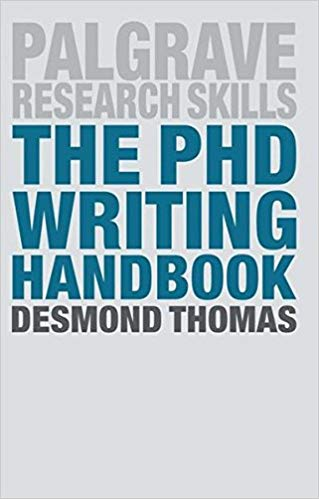 PALGRAVE
RESEARCH SKILLS
THE PHD
WRITING
HANDBOOK
DESMOND THOMAS